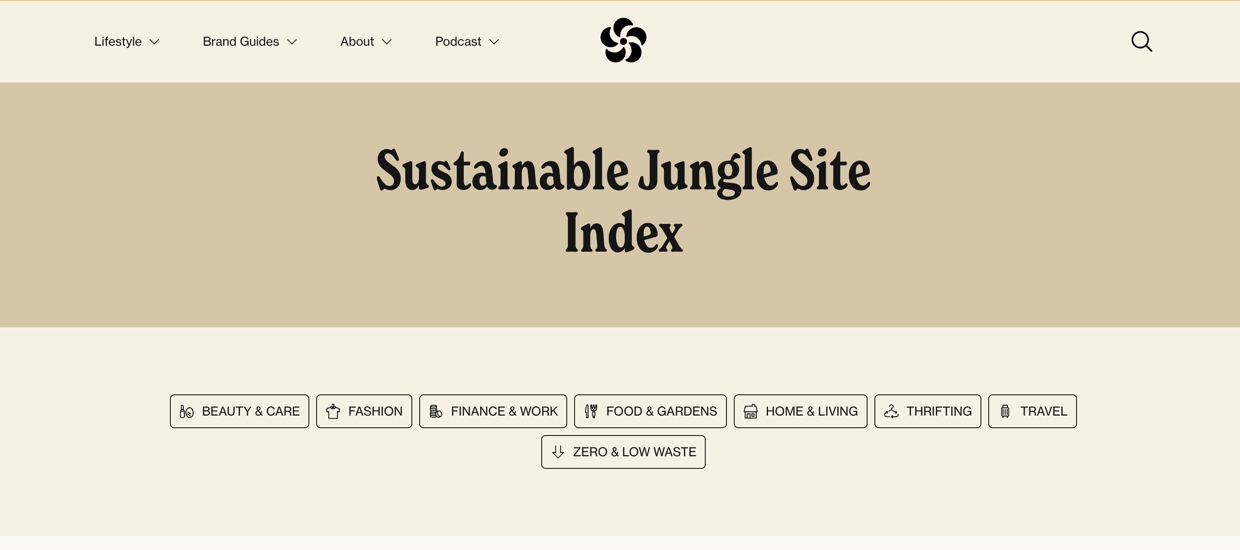 Lifestyle Brand Guides About Podcast
Sustainable Jungle Site
Index
BEAUTY & CARE FASHION FINANCE & WORK FOOD & GARDENS HOME & LIVING THRIFTING TRAVEL
ZERO & LOW WASTE